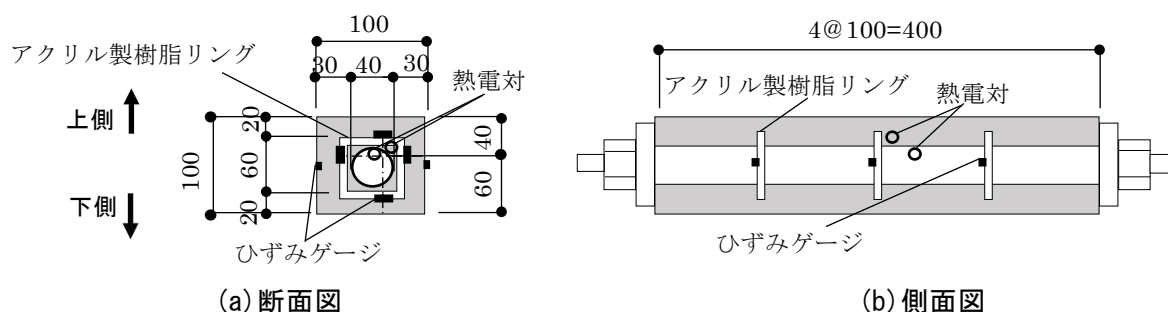 100
アクリル製樹脂リング
30 40 30
熱電対
上側
下側
100
20
60
20
40
60
ひずみゲージ
(a)断面図
4@100=400
アクリル製樹脂リング
熱電対
ひずみゲージ
(b)側面図